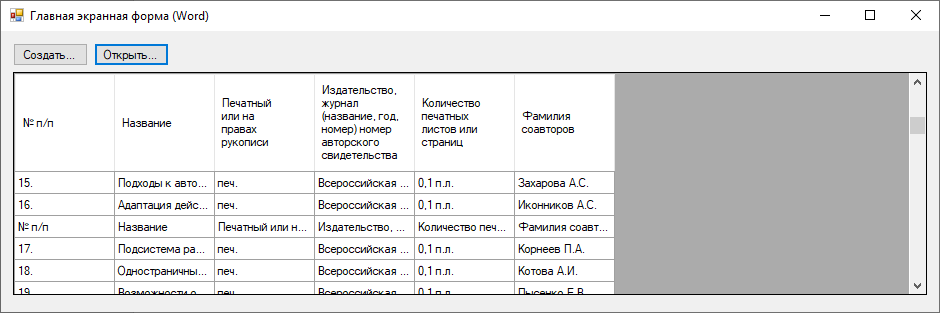 Главная экранная форма (Word)
Создать... Открыть...
№ п/п Название Печатный или на правах рукописи Издательство, журнал (название, год, номер) номер авторского свидетельства Количество печатных листов или страниц Фамилия соавторов
15. Подходы к авто... печ. Всероссийская ... 0,1 п.л. Захарова А.С.
16. Адаптация дейс... печ. Всероссийская ... 0,1 п.л. Иконников А.С.
№ п/п Название Печатный или н... Издательство, ... Количество печ... Фамилия соавт...
17. Подсистема ра... печ. Всероссийская ... 0,1 п.л. Корнеев П.А.
18. Одностраничны... печ. Всероссийская ... 0,1 п.л. Котова А.И.
19. Возможности о... печ. Всероссийская ... 0,1 п.л. Лысенко Е.В.